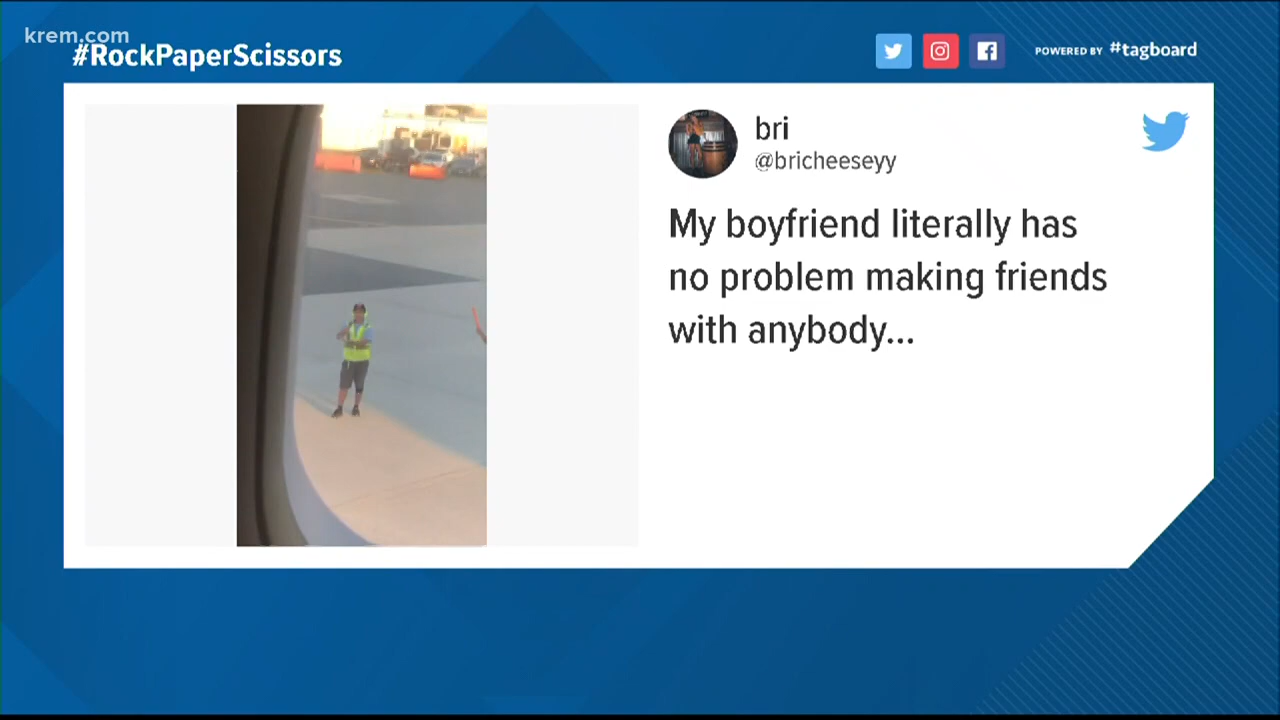 krem.com
#RockPaperScissors
POWERED BY #tagboard
bri
@bricheeseyy
My boyfriend literally has
no problem making friends
with anybody...